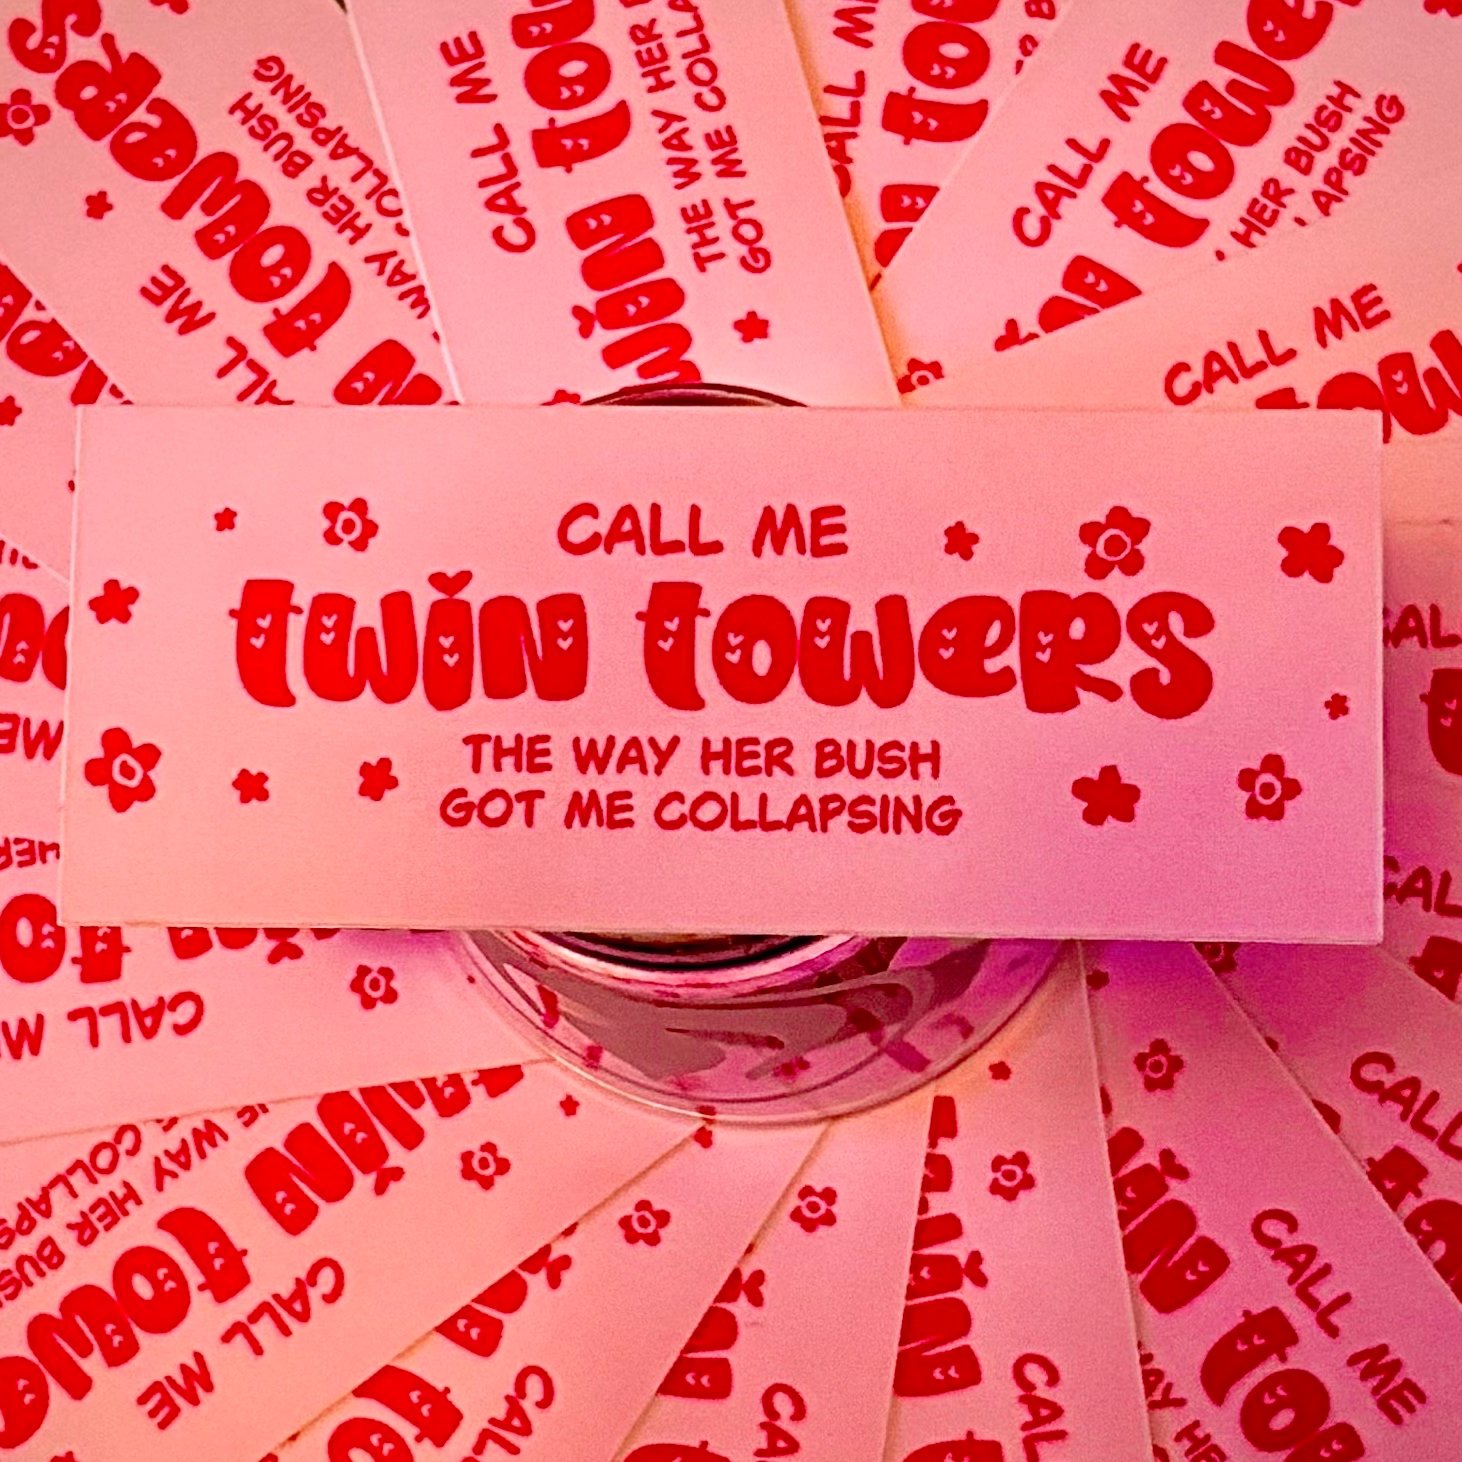 CALL ME
twin towers
THE WAY HER BUSH
GOT ME COLLAPSING